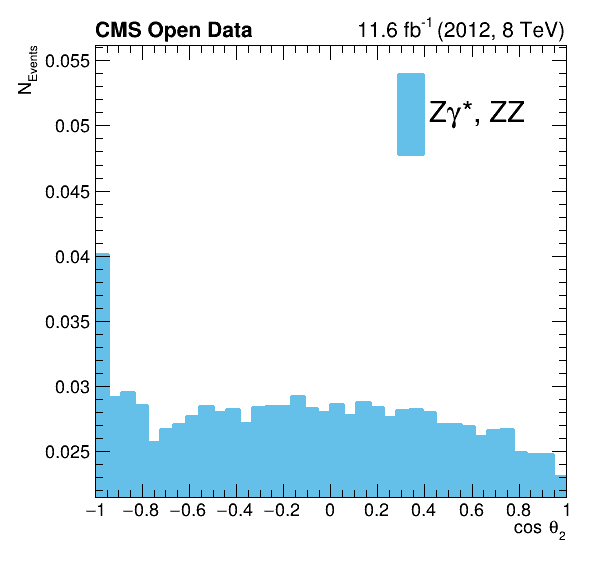 CMS Open Data
11.6 fb⁻¹ (2012, 8 TeV)
N_Events
0.055
0.05
0.045
0.04
0.035
0.03
0.025
Zγ*, ZZ
−1 −0.8 −0.6 −0.4 −0.2 0 0.2 0.4 0.6 0.8 1
cos θ₂